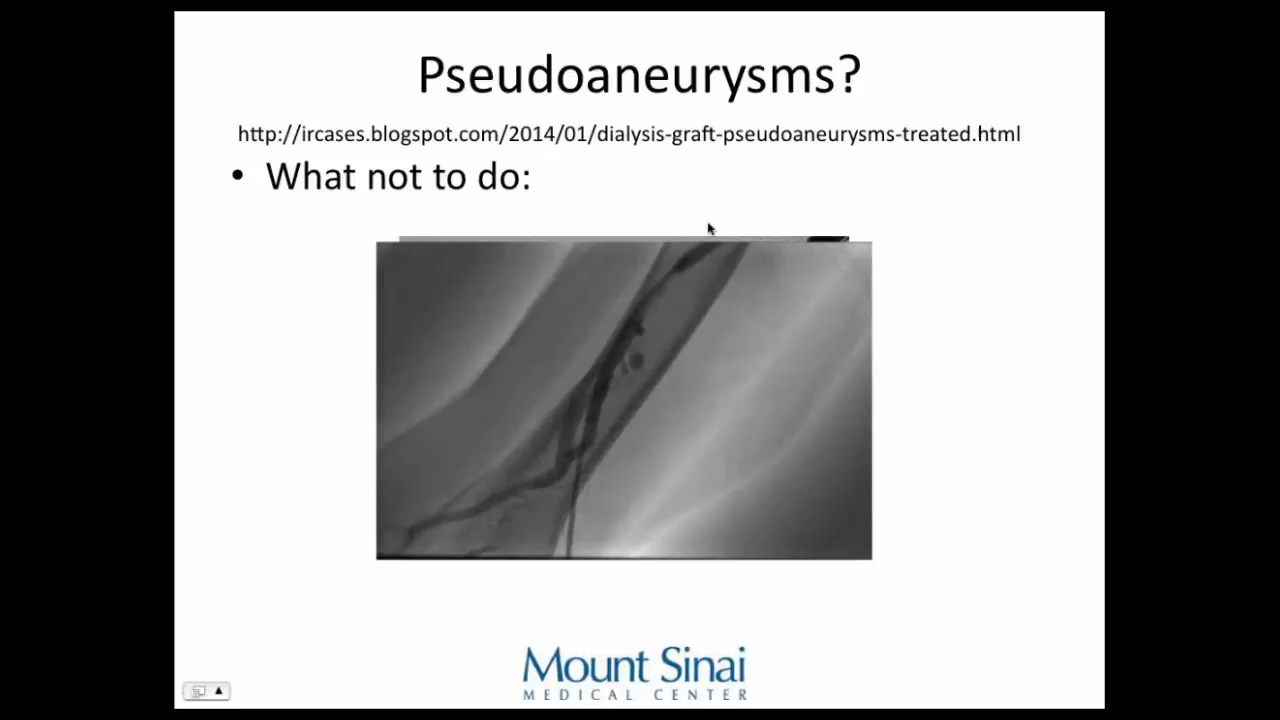 Pseudoaneurysms?
http://ircases.blogspot.com/2014/01/dialysis-graft-pseudoaneurysms-treated.html
• What not to do:
Mount Sinai
MEDICAL CENTER